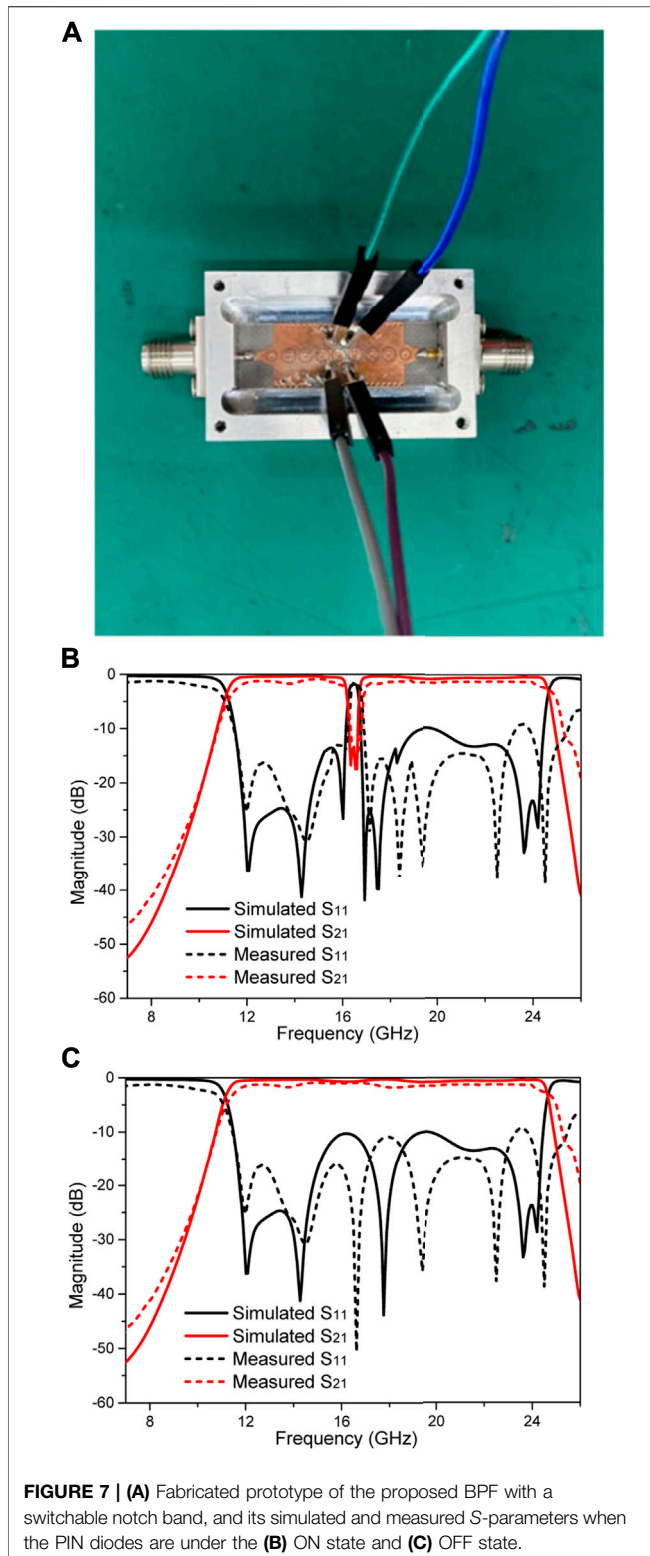 A
B
0
-10
-20
-30
-40
-50
-60
Magnitude (dB)
Simulated S11
Simulated S21
Measured S11
Measured S21
8 12 16 20 24
Frequency (GHz)
C
0
-10
-20
-30
-40
-50
-60
Magnitude (dB)
Simulated S11
Simulated S21
Measured S11
Measured S21
8 12 16 20 24
Frequency (GHz)
FIGURE 7 | (A) Fabricated prototype of the proposed BPF with a
switchable notch band, and its simulated and measured S-parameters when
the PIN diodes are under the (B) ON state and (C) OFF state.